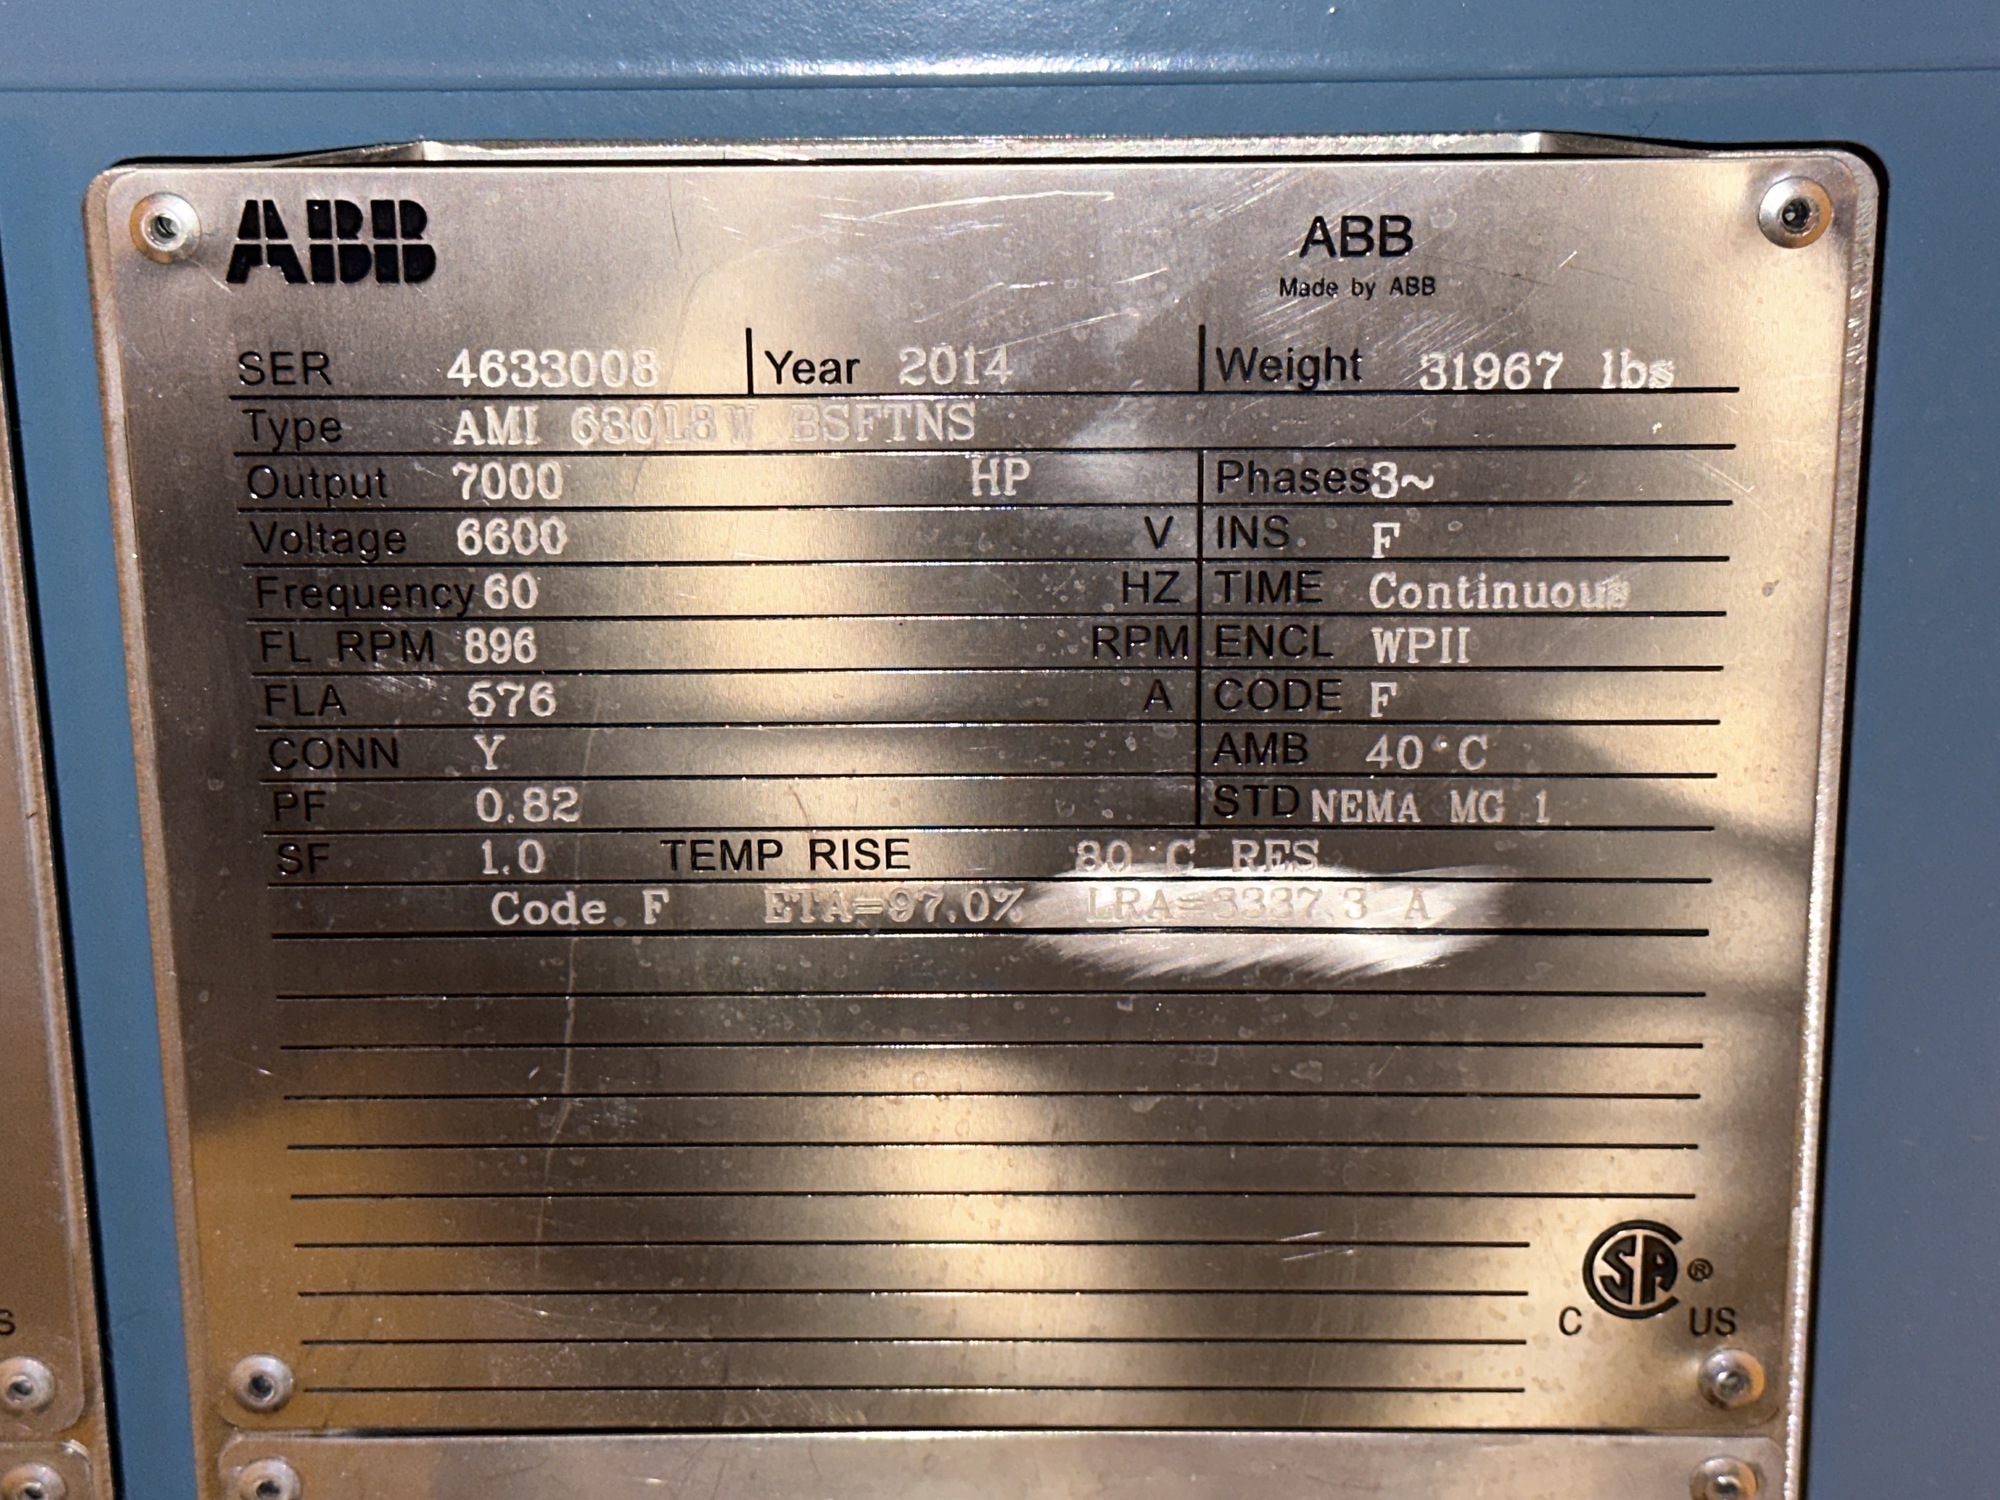 ABB ABB
Made by ABB
SER 4633008 Year 2014 Weight 31967 lbs
Type AMI 630L8W BSFTNS
Output 7000 HP Phases 3~
Voltage 6600 V INS. F
Frequency 60 HZ TIME Continuous
FL RPM 896 RPM ENCL WPII
FLA 576 A CODE F
CONN Y AMB 40°C
PF 0.82 STD NEMA MG 1
SF 1.0 TEMP RISE 80°C RES
Code F ETA=97.0% LRA=3337.3 A
SA ®
C US
S